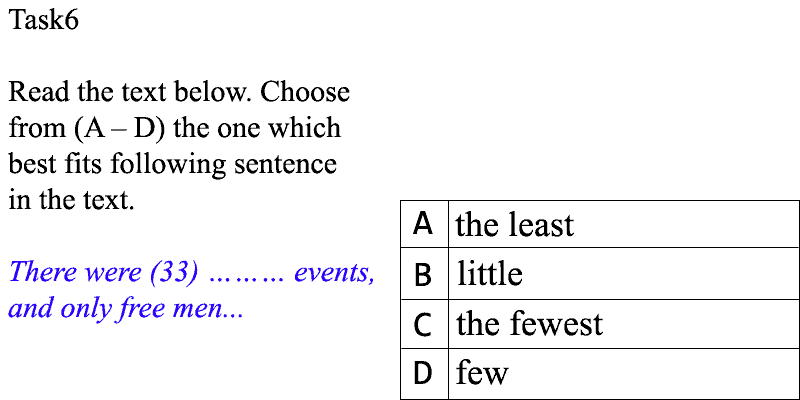 Task6
Read the text below. Choose
from (A – D) the one which
best fits following sentence
in the text.
There were (33) ……… events,
and only free men...
A the least
B little
C the fewest
D few